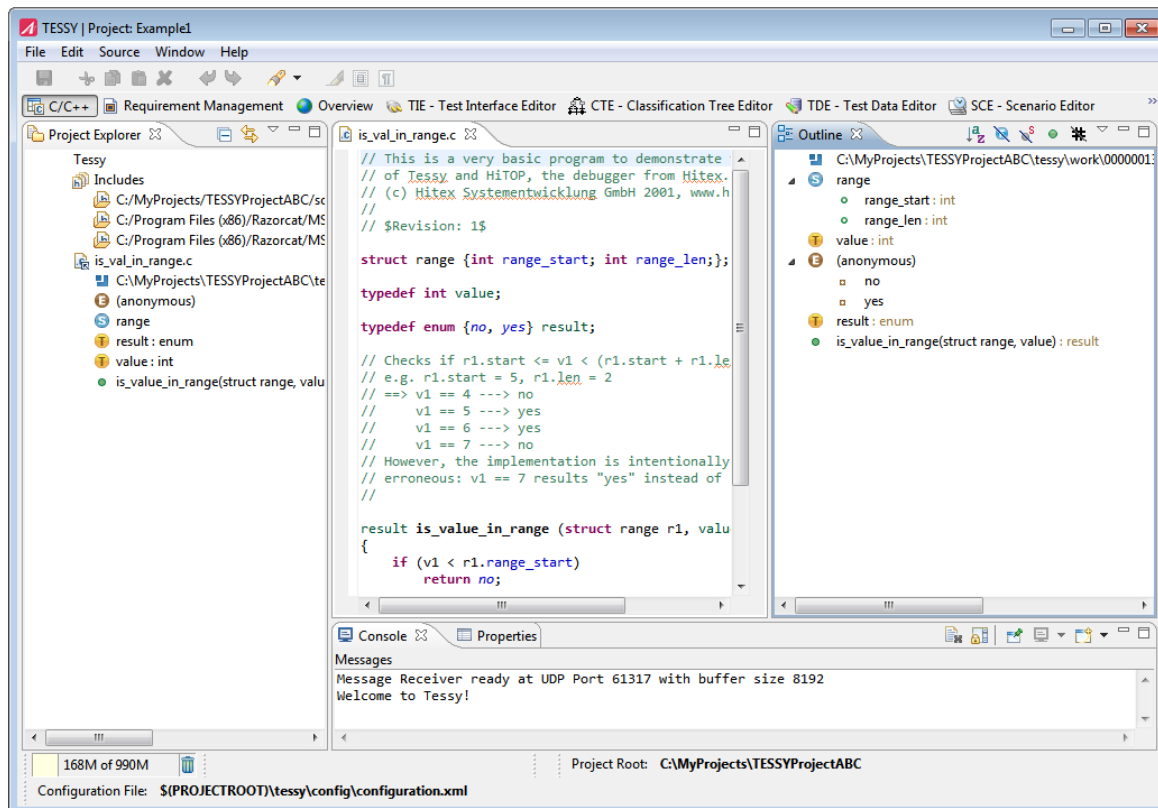 TESSY | Project: Example1
File Edit Source Window Help
C/C++ Requirement Management Overview TIE - Test Interface Editor CTE - Classification Tree Editor TDE - Test Data Editor SCE - Scenario Editor
Project Explorer
Tessy
Includes
C:/MyProjects/TESSYProjectABC/sc
C:/Program Files (x86)/Razorcat/MS
C:/Program Files (x86)/Razorcat/MS
is_val_in_range.c
C:\MyProjects\TESSYProjectABC\te
(anonymous)
range
result : enum
value : int
is_value_in_range(struct range, valu
is_val_in_range.c
// This is a very basic program to demonstrate
// of Tessy and HiTOP, the debugger from Hitex.
// (c) Hitex Systementwicklung GmbH 2001, www.h
//
// $Revision: 1$
struct range {int range_start; int range_len;};
typedef int value;
typedef enum {no, yes} result;
// Checks if r1.start <= v1 < (r1.start + r1.le
// e.g. r1.start = 5, r1.len = 2
// ==> v1 == 4 ---> no
// v1 == 5 ---> yes
// v1 == 6 ---> yes
// v1 == 7 ---> no
// However, the implementation is intentionally
// erroneous: v1 == 7 results "yes" instead of
//
result is_value_in_range (struct range r1, valu
{
if (v1 < r1.range_start)
return no;
Outline
C:\MyProjects\TESSYProjectABC\tessy\work\0000001
range
range_start : int
range_len : int
value : int
(anonymous)
no
yes
result : enum
is_value_in_range(struct range, value) : result
Console Properties
Messages
Message Receiver ready at UDP Port 61317 with buffer size 8192
Welcome to Tessy!
168M of 990M
Project Root: C:\MyProjects\TESSYProjectABC
Configuration File: $(PROJECTROOT)\tessy\config\configuration.xml